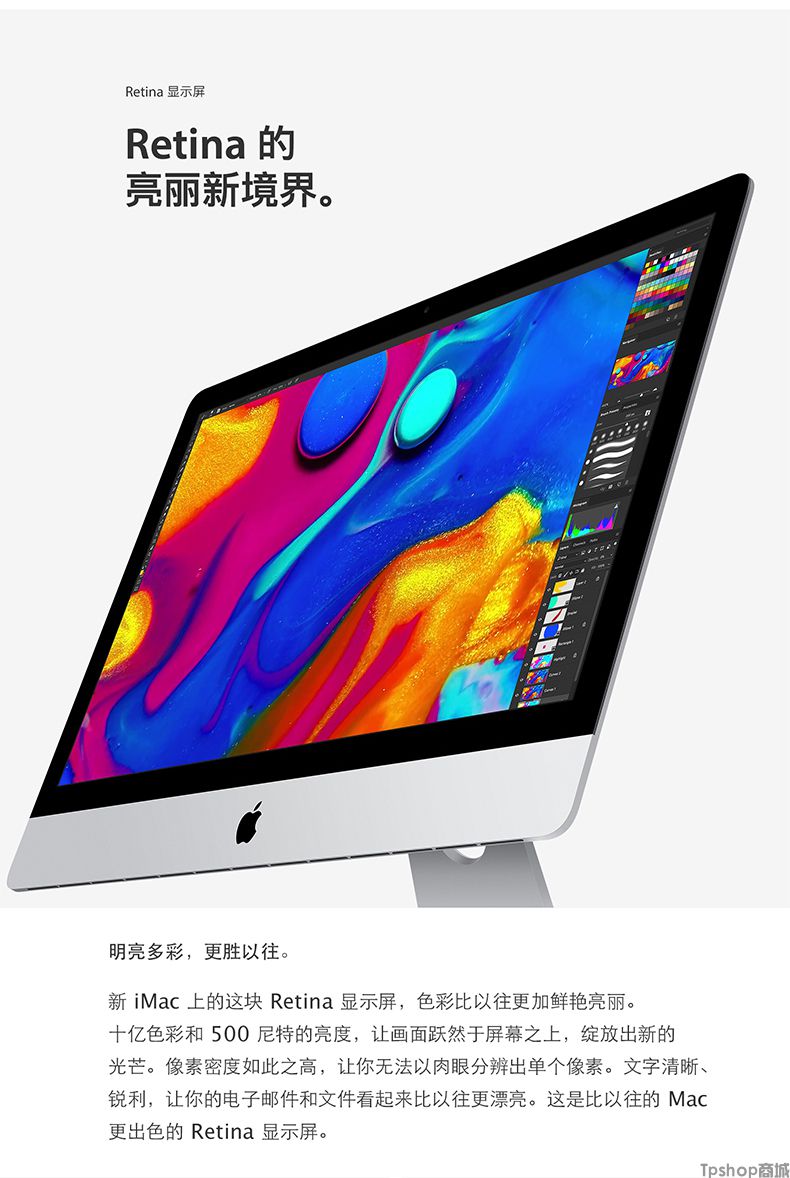 Retina 显示屏
Retina 的
亮丽新境界。
明亮多彩，更胜以往。
新 iMac 上的这块 Retina 显示屏，色彩比以往更加鲜艳亮丽。
十亿色彩和 500 尼特的亮度，让画面跃然于屏幕之上，绽放出新的
光芒。像素密度如此之高，让你无法以肉眼分辨出单个像素。文字清晰、
锐利，让你的电子邮件和文件看起来比以往更漂亮。这是比以往的 Mac
更出色的 Retina 显示屏。
Tpshop商城